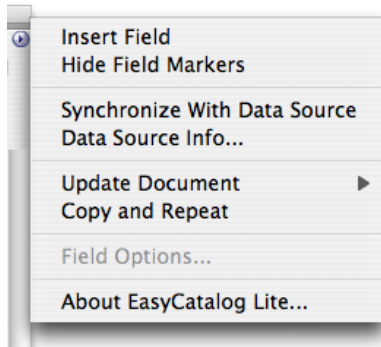 Insert Field
Hide Field Markers
Synchronize With Data Source
Data Source Info...
Update Document
Copy and Repeat
Field Options...
About EasyCatalog Lite...